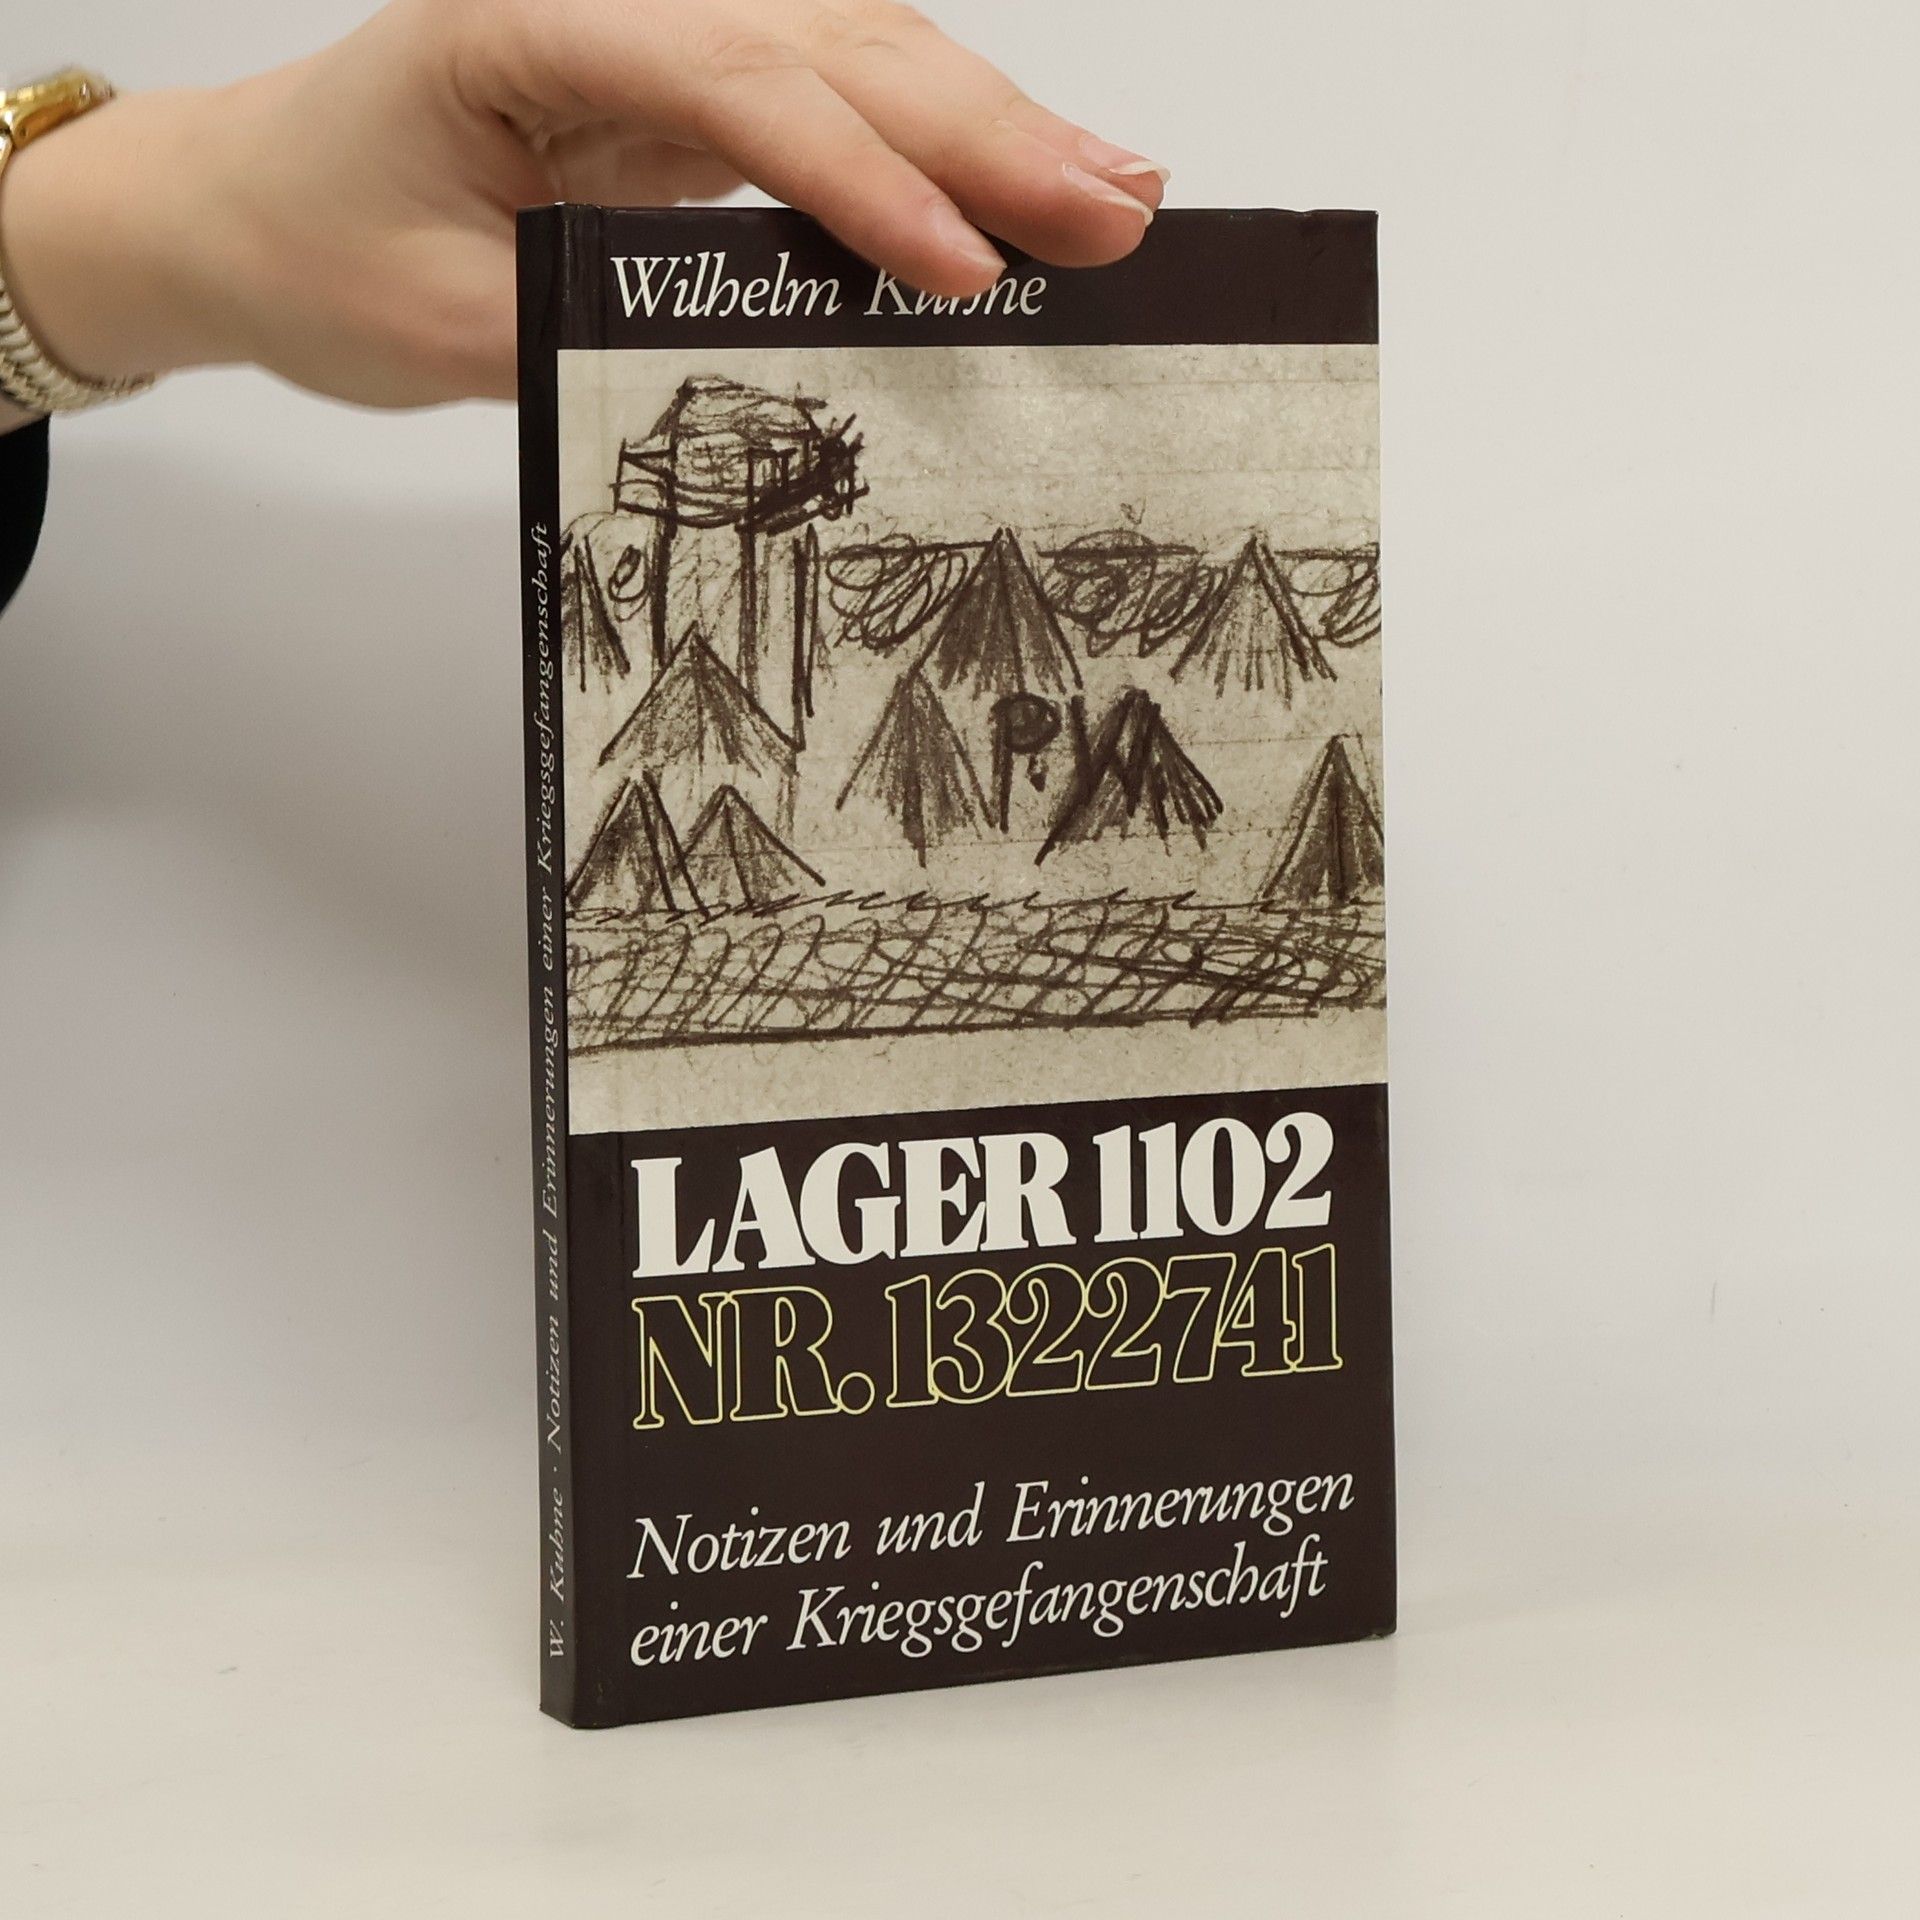 Wilhelm Kuhne
P.W
LAGER 1102
NR. 1322741
Notizen und Erinnerungen
einer Kriegsgefangenschaft
W. Kuhne · Notizen und Erinnerungen einer Kriegsgefangenschaft